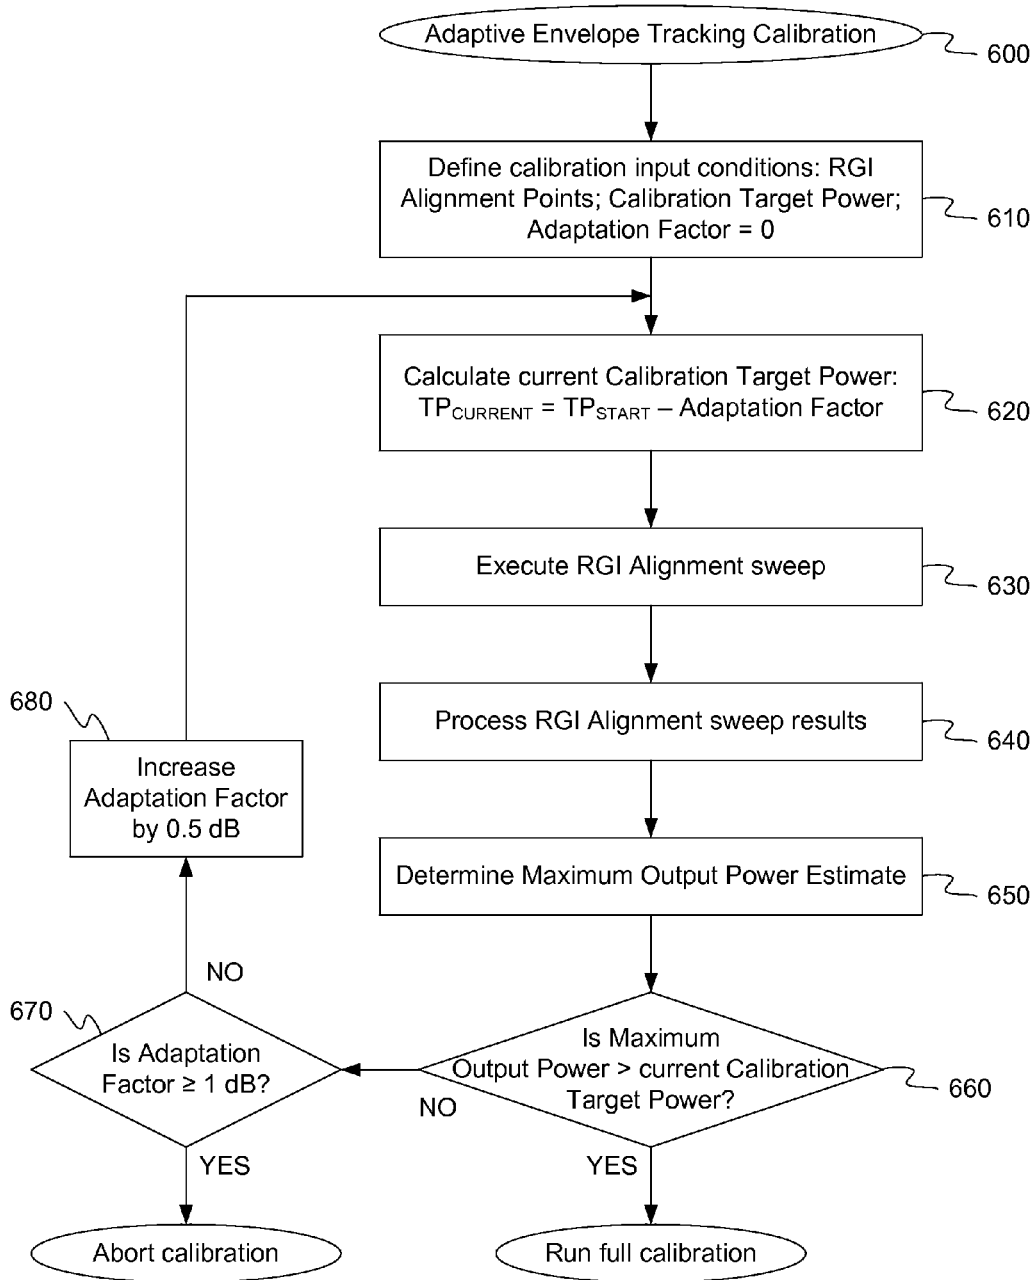 Adaptive Envelope Tracking Calibration
600
Define calibration input conditions: RGI
Alignment Points; Calibration Target Power;
Adaptation Factor = 0
610
Calculate current Calibration Target Power:
TPCURRENT = TPSTART – Adaptation Factor
620
Execute RGI Alignment sweep
630
Process RGI Alignment sweep results
640
680
Increase
Adaptation Factor
by 0.5 dB
Determine Maximum Output Power Estimate
650
NO
670
Is Adaptation
Factor ≥ 1 dB?
Is Maximum
Output Power > current Calibration
Target Power?
660
NO
YES
YES
Abort calibration
Run full calibration